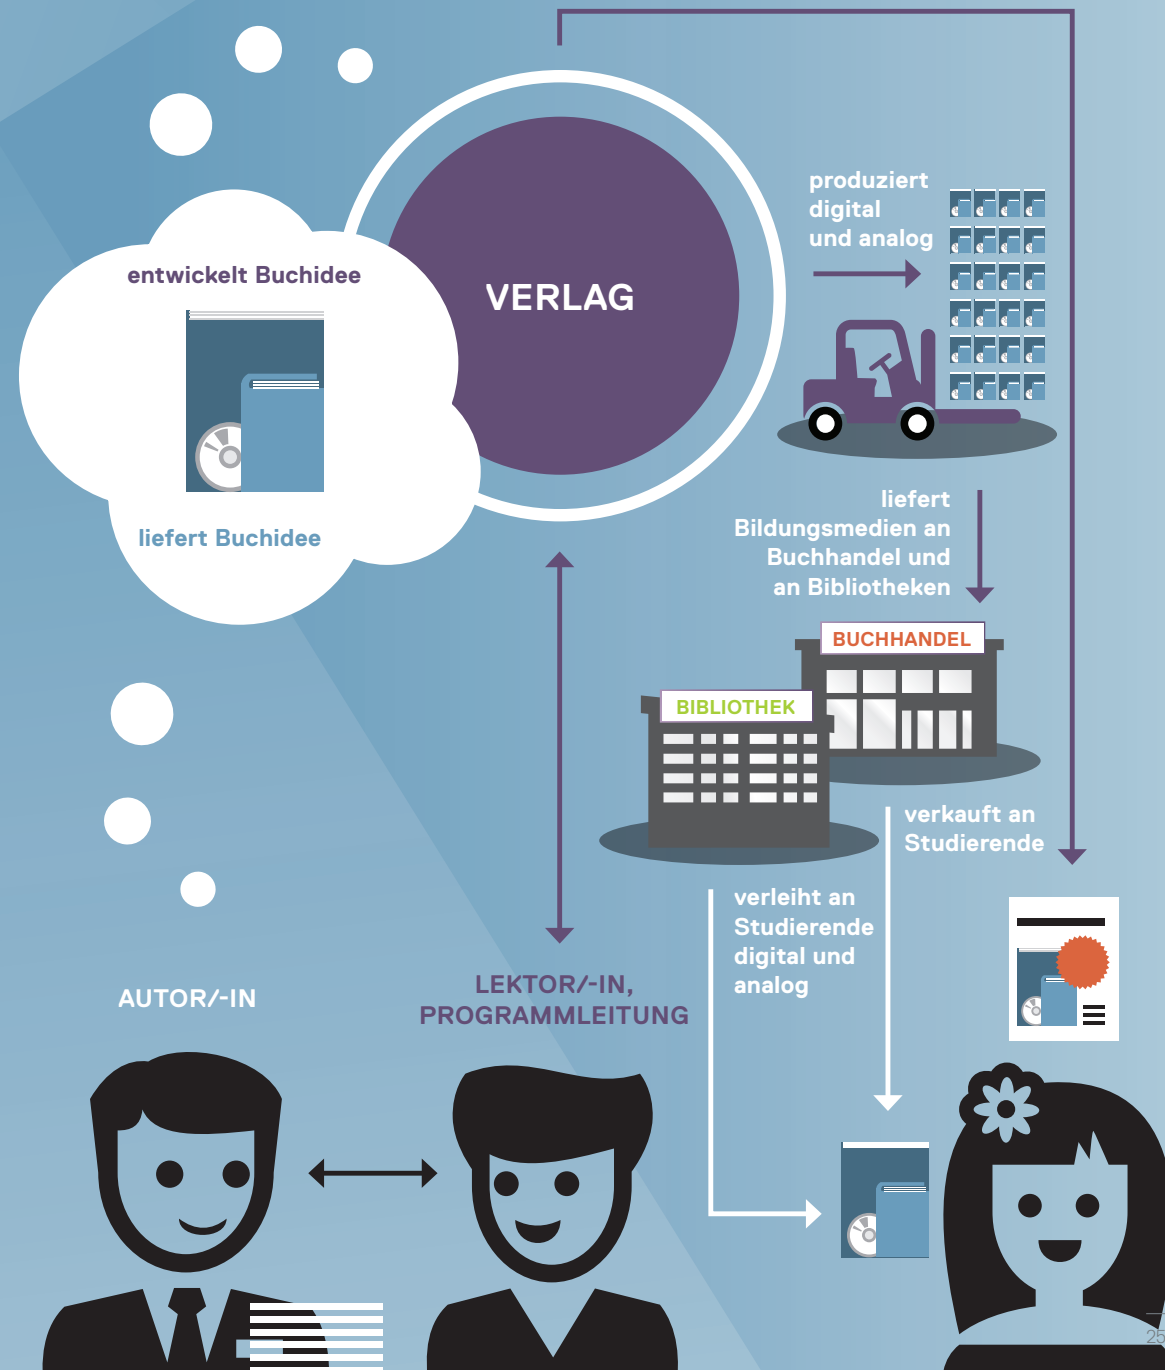 entwickelt Buchidee
liefert Buchidee
VERLAG
produziert
digital
und analog
liefert
Bildungsmedien an
Buchhandel und
an Bibliotheken
BUCHHANDEL
BIBLIOTHEK
verkauft an
Studierende
verleiht an
Studierende
digital und
analog
AUTOR/-IN
LEKTOR/-IN,
PROGRAMMLEITUNG
25